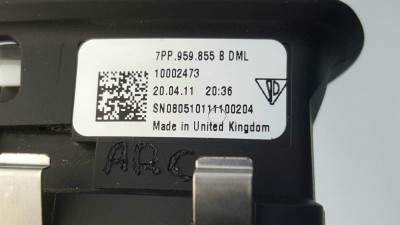 7PP.959.855 B DML
10002473
20.04.11 20:36
SN08051011100204
Made in United Kingdom
ARC